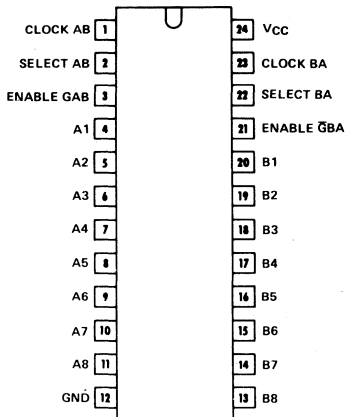 CLOCK AB 1 24 VCC
SELECT AB 2 23 CLOCK BA
ENABLE GAB 3 22 SELECT BA
A1 4 21 ENABLE G̅BA
A2 5 20 B1
A3 6 19 B2
A4 7 18 B3
A5 8 17 B4
A6 9 16 B5
A7 10 15 B6
A8 11 14 B7
GND 12 13 B8